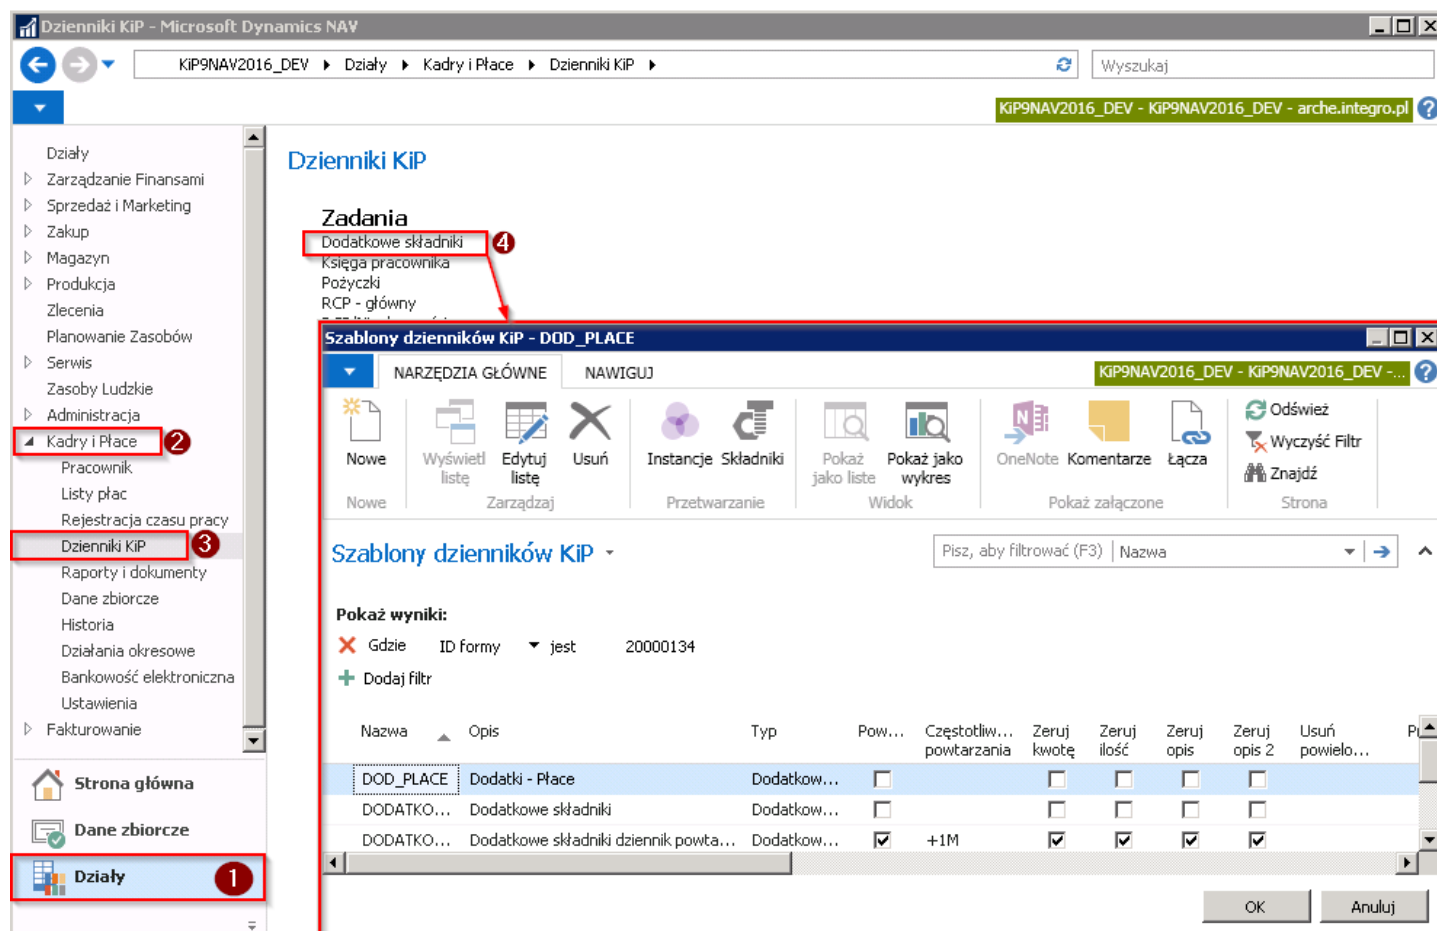 Dzienniki KiP - Microsoft Dynamics NAV
KiP9NAV2016_DEV Działy Kadry i Płace Dzienniki KiP
Wyszukaj
KiP9NAV2016_DEV - KiP9NAV2016_DEV - arche.integro.pl
Działy
Zarządzanie Finansami
Sprzedaż i Marketing
Zakup
Magazyn
Produkcja
Zlecenia
Planowanie Zasobów
Serwis
Zasoby Ludzkie
Administracja
Kadry i Płace 2
Pracownik
Listy płac
Rejestracja czasu pracy
Dzienniki KiP 3
Raporty i dokumenty
Dane zbiorcze
Historia
Działania okresowe
Bankowość elektroniczna
Ustawienia
Fakturowanie
Strona główna
Dane zbiorcze
Działy 1
Dzienniki KiP
Zadania
Dodatkowe składniki 4
Księga pracownika
Pożyczki
RCP - główny
Szablony dzienników KiP - DOD_PLACE
NARZĘDZIA GŁÓWNE NAWIGUJ
KiP9NAV2016_DEV - KiP9NAV2016_DEV -...
Nowe
Wyświetl listę
Edytuj listę
Usuń
Instancje
Składniki
Pokaż jako liste
Pokaż jako wykres
OneNote
Komentarze
Łącza
Odśwież
Wyczyść Filtr
Znajdź
Nowe Zarządzaj Przetwarzanie Widok Pokaż załączone Strona
Szablony dzienników KiP
Pisz, aby filtrować (F3) Nazwa
Pokaż wyniki:
Gdzie ID formy jest 20000134
Dodaj filtr
Nazwa Opis Typ Pow... Częstotliw... powtarzania Zeruj kwotę Zeruj ilość Zeruj opis Zeruj opis 2 Usuń powielo...
DOD_PLACE Dodatki - Płace Dodatkow...
DODATKO... Dodatkowe składniki Dodatkow...
DODATKO... Dodatkowe składniki dziennik powta... Dodatkow... +1M
OK Anuluj